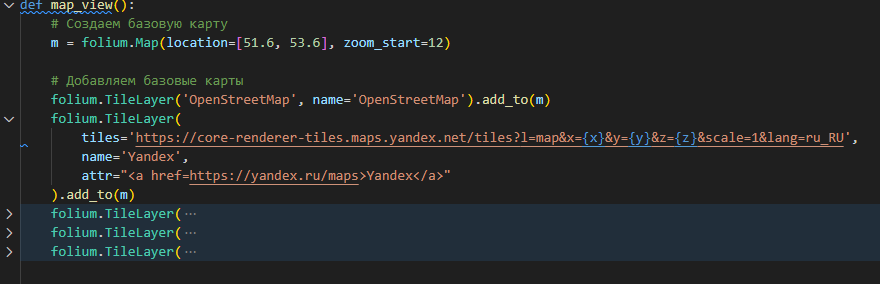 def map_view():
# Создаем базовую карту
m = folium.Map(location=[51.6, 53.6], zoom_start=12)
# Добавляем базовые карты
folium.TileLayer('OpenStreetMap', name='OpenStreetMap').add_to(m)
folium.TileLayer(
tiles='https://core-renderer-tiles.maps.yandex.net/tiles?l=map&x={x}&y={y}&z={z}&scale=1&lang=ru_RU',
name='Yandex',
attr="<a href=https://yandex.ru/maps>Yandex</a>"
).add_to(m)
folium.TileLayer( ···
folium.TileLayer( ···
folium.TileLayer( ···